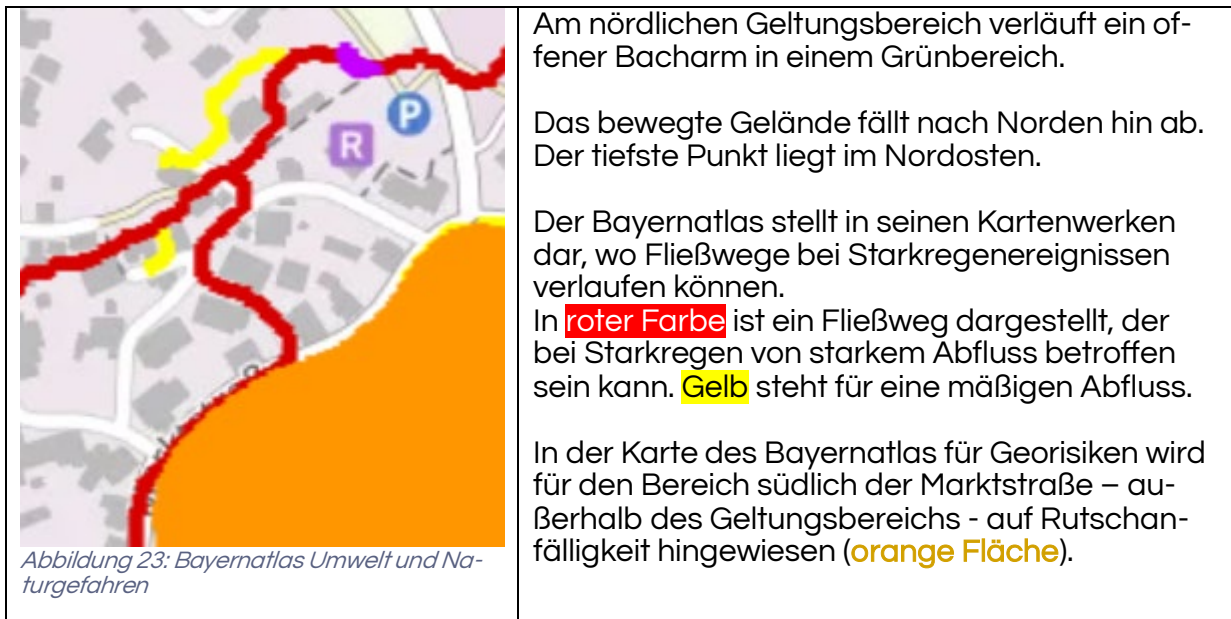 R
P
Abbildung 23: Bayernatlas Umwelt und Na-
turgefahren
Am nördlichen Geltungsbereich verläuft ein of-
fener Bacharm in einem Grünbereich.
Das bewegte Gelände fällt nach Norden hin ab.
Der tiefste Punkt liegt im Nordosten.
Der Bayernatlas stellt in seinen Kartenwerken
dar, wo Fließwege bei Starkregenereignissen
verlaufen können.
In roter Farbe ist ein Fließweg dargestellt, der
bei Starkregen von starkem Abfluss betroffen
sein kann. Gelb steht für eine mäßigen Abfluss.
In der Karte des Bayernatlas für Georisiken wird
für den Bereich südlich der Marktstraße – au-
ßerhalb des Geltungsbereichs - auf Rutschan-
fälligkeit hingewiesen (orange Fläche).